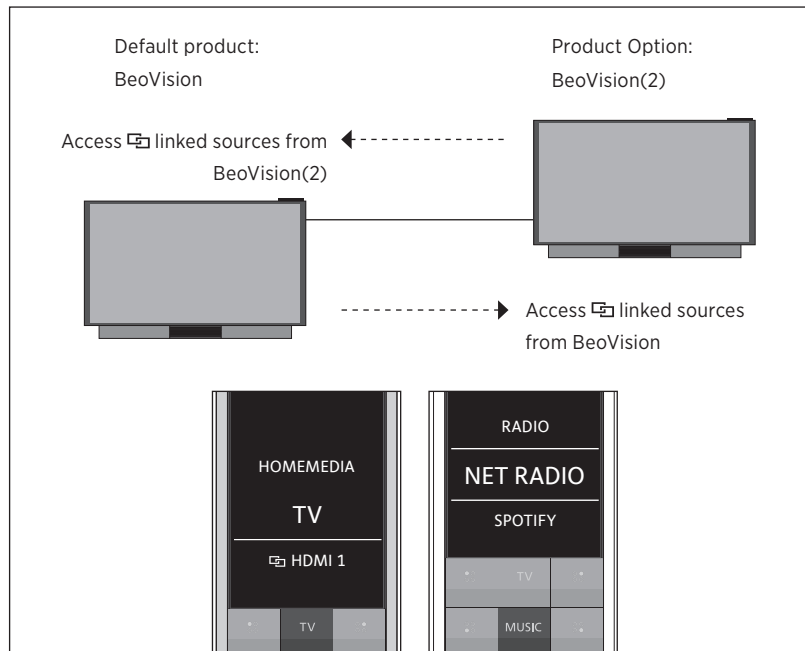 Default product:
BeoVision
Product Option:
BeoVision(2)
Access linked sources from
BeoVision(2)
Access linked sources
from BeoVision
HOMEMEDIA
TV
HDMI 1
TV
RADIO
NET RADIO
SPOTIFY
TV
MUSIC